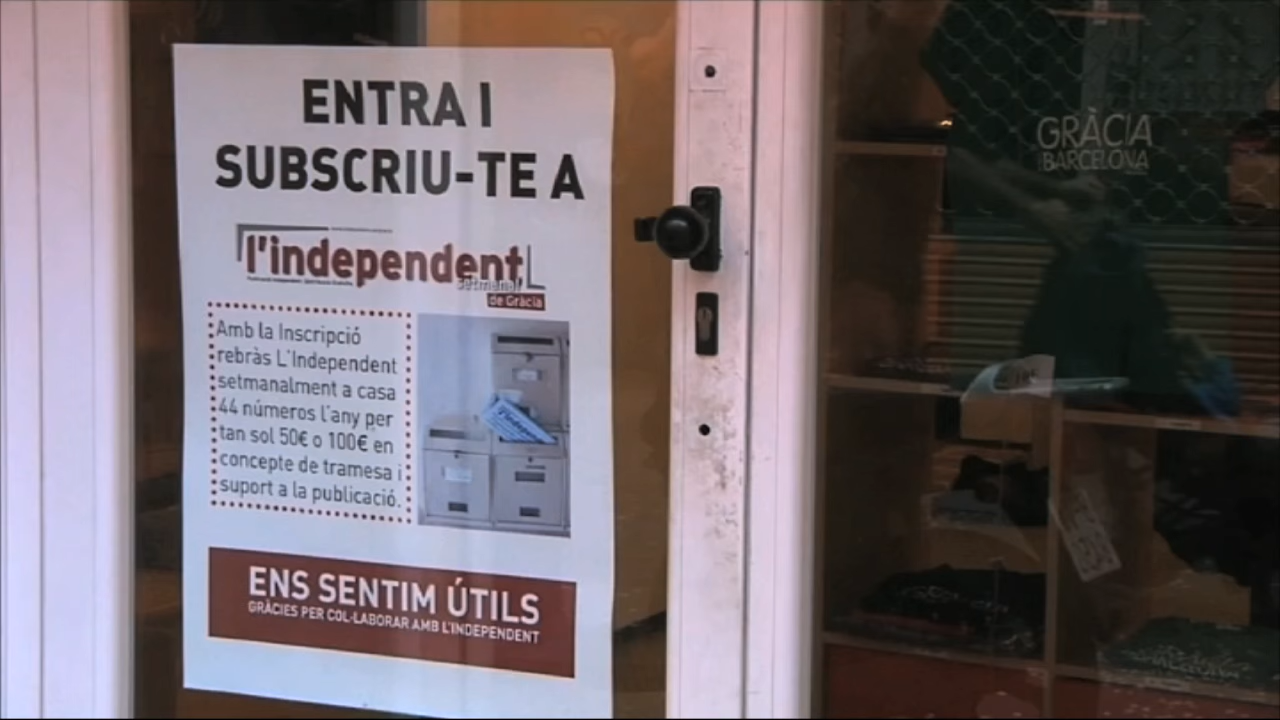 ENTRA I
SUBSCRIU-TE A
l'independent
setmanal
de Gràcia
Amb la Inscripció
rebràs L'Independent
setmanalment a casa
44 números l'any per
tan sol 50€ o 100€ en
concepte de tramesa i
suport a la publicació.
ENS SENTIM ÚTILS
GRÀCIES PER COL·LABORAR AMB L'INDEPENDENT
GRÀCIA
BARCELONA